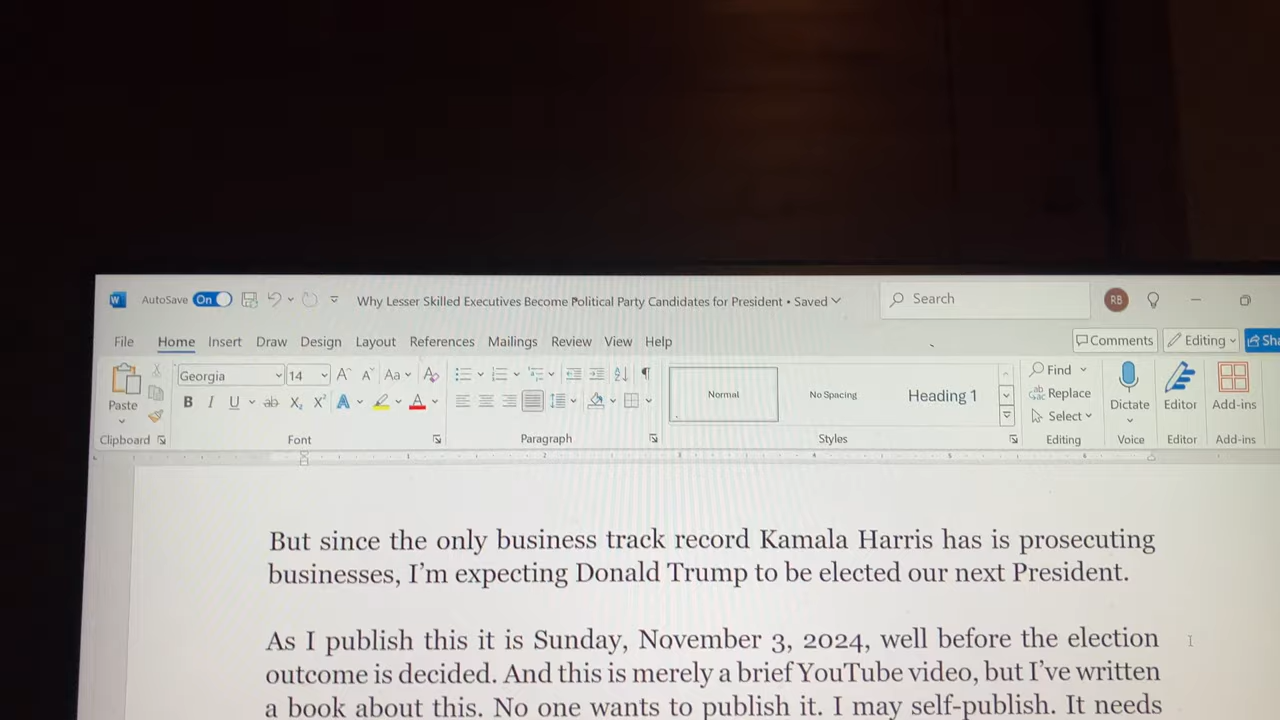 AutoSave On Why Lesser Skilled Executives Become Political Party Candidates for President • Saved Search RB
File Home Insert Draw Design Layout References Mailings Review View Help Comments Editing Sha
Paste Georgia 14 A A Aa A Normal No Spacing Heading 1 Find Replace Select Dictate Editor Add-ins
B I U ab X₂ X² A A
Clipboard Font Paragraph Styles Editing Voice Editor Add-ins
But since the only business track record Kamala Harris has is prosecuting
businesses, I’m expecting Donald Trump to be elected our next President.
As I publish this it is Sunday, November 3, 2024, well before the election
outcome is decided. And this is merely a brief YouTube video, but I’ve written
a book about this. No one wants to publish it. I may self-publish. It needs